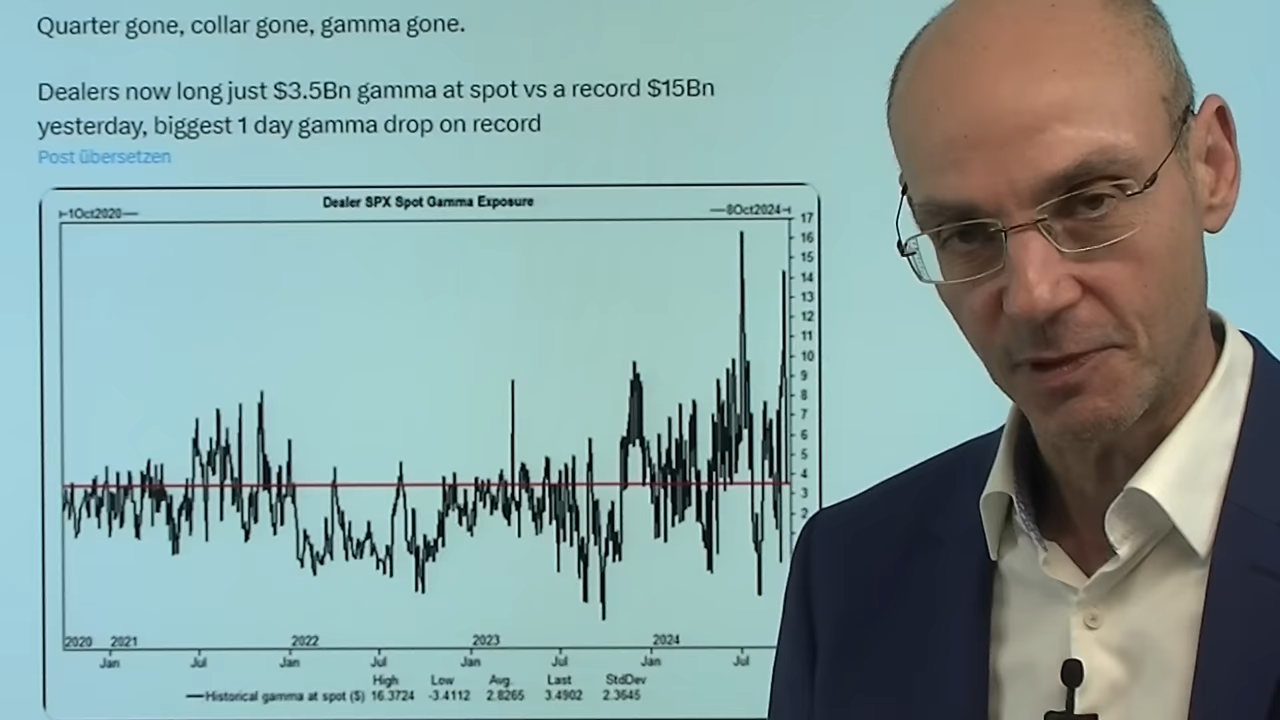 Quarter gone, collar gone, gamma gone.
Dealers now long just $3.5Bn gamma at spot vs a record $15Bn
yesterday, biggest 1 day gamma drop on record
Post übersetzen
Dealer SPX Spot Gamma Exposure
1Oct2020
8Oct2024
17
16
15
14
13
12
11
10
9
8
7
6
5
4
3
2
2020 2021 2022 2023 2024
Jan Jul Jan Jul Jan Jul Jan Jul
High Low Avg. Last StdDev
Historical gamma at spot ($) 16.3724 -3.4112 2.8265 3.4902 2.3645